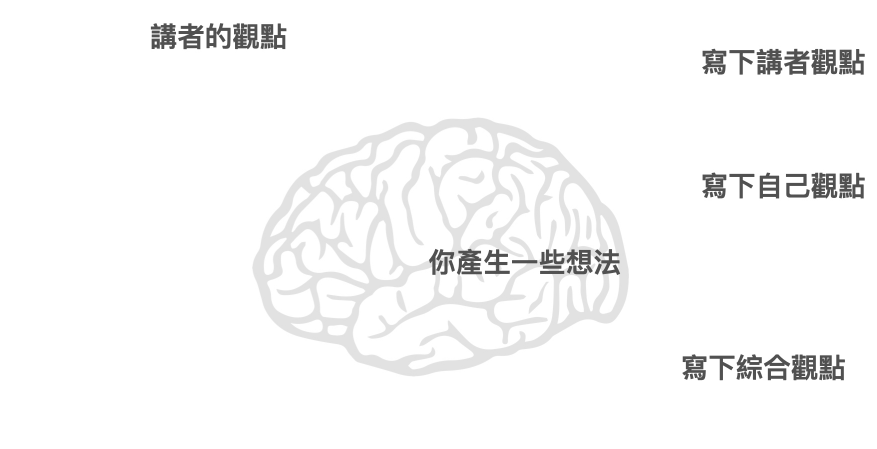 講者的觀點
寫下講者觀點
寫下自己觀點
你產生一些想法
寫下綜合觀點